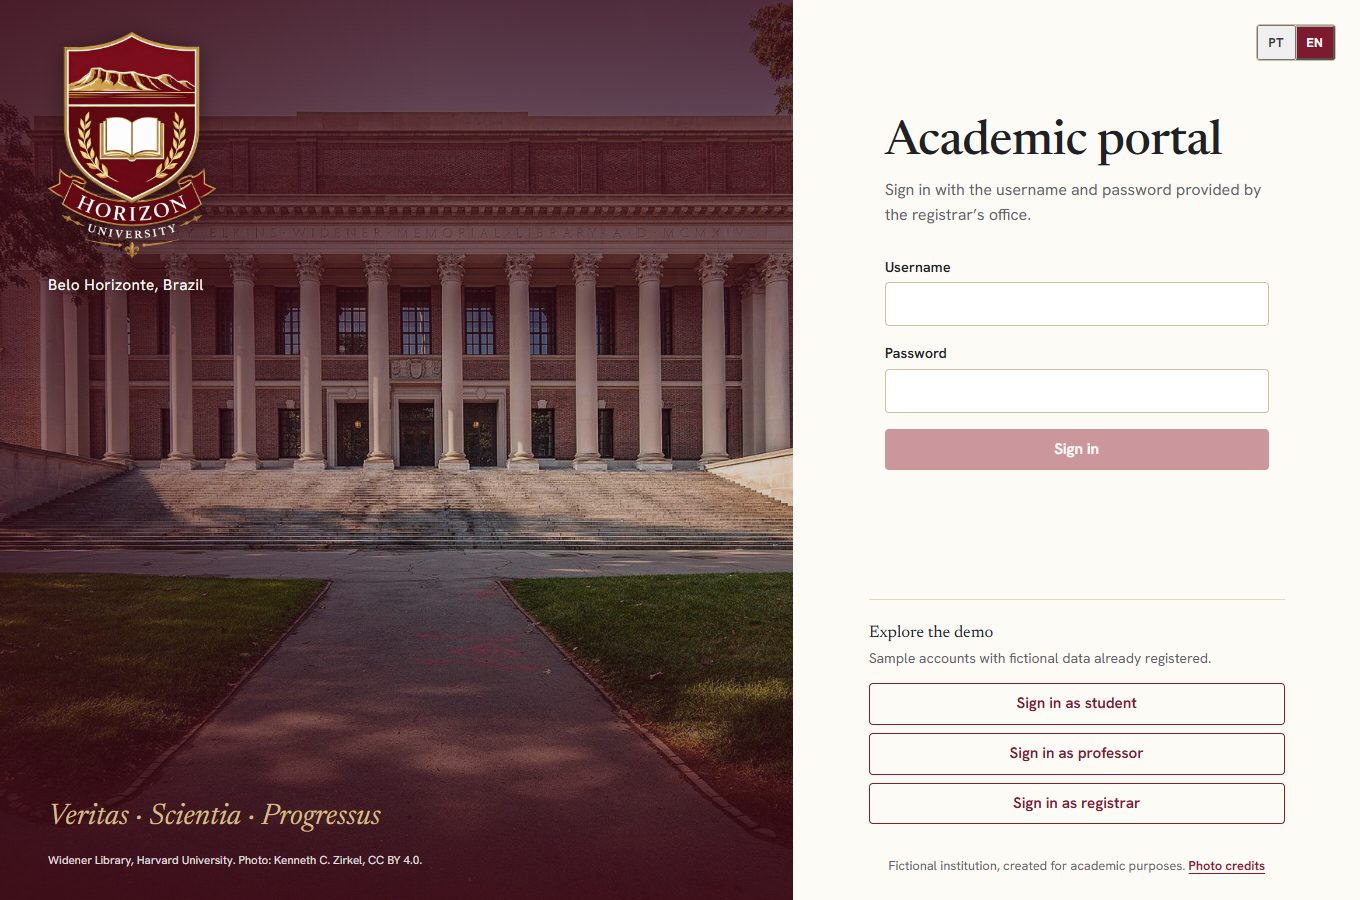 HORIZON
UNIVERSITY
Belo Horizonte, Brazil
Veritas · Scientia · Progressus
Widener Library, Harvard University. Photo: Kenneth C. Zirkel, CC BY 4.0.
PT
EN
Academic portal
Sign in with the username and password provided by
the registrar’s office.
Username
Password
Sign in
Explore the demo
Sample accounts with fictional data already registered.
Sign in as student
Sign in as professor
Sign in as registrar
Fictional institution, created for academic purposes. Photo credits